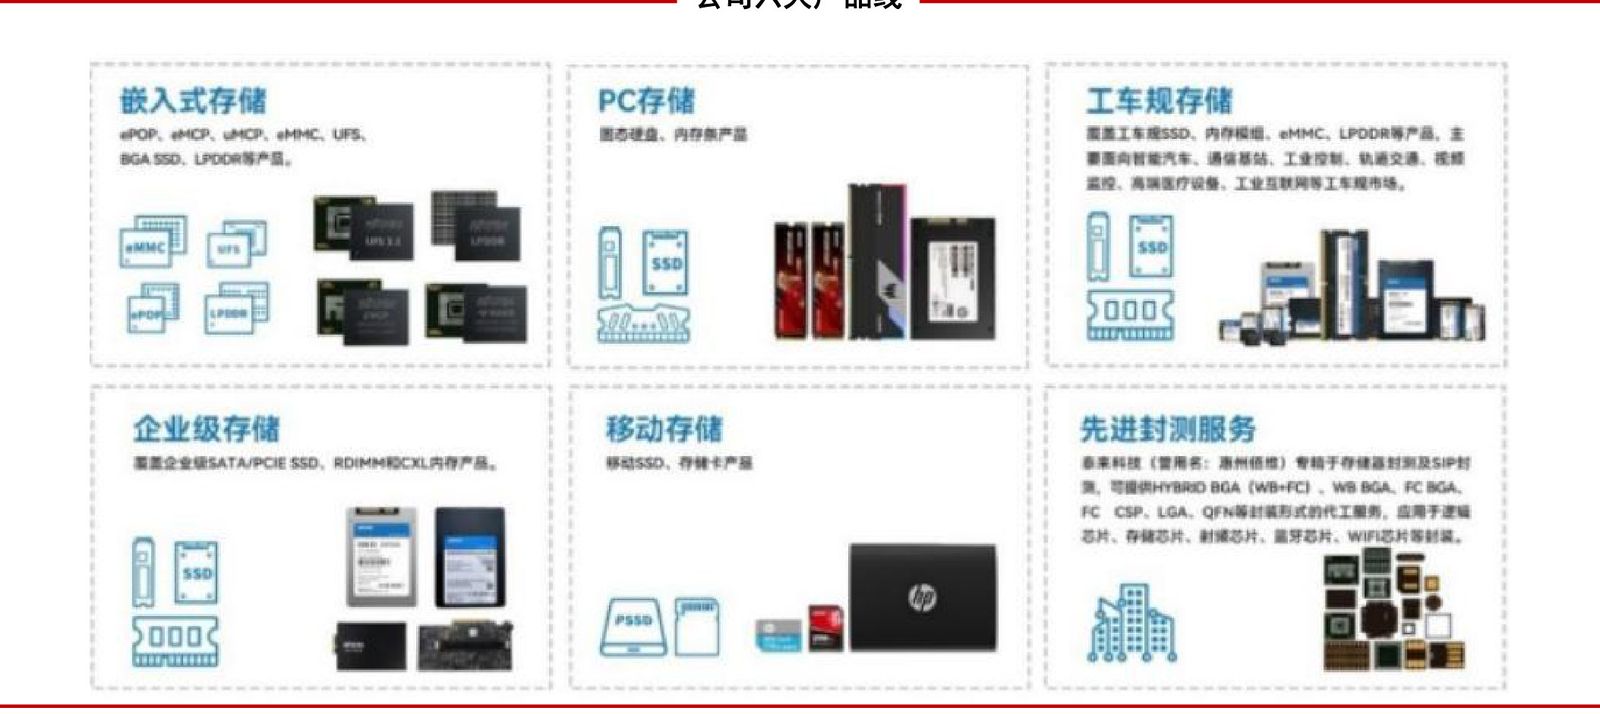 公司六大产品线
嵌入式存储
ePOP、eMCP、uMCP、eMMC、UFS、
BGA SSD、LPDDR等产品。
eMMC
UFS
ePOP
LPDDR
UFS 3.1
LPDDR
PC存储
固态硬盘、内存条产品
SSD
工车规存储
覆盖工车规SSD、内存模组、eMMC、LPDDR等产品，主
要面向智能汽车、通信基站、工业控制、轨道交通、视频
监控、高端医疗设备、工业互联网等工车规市场。
SSD
企业级存储
覆盖企业级SATA/PCIE SSD、RDIMM和CXL内存产品。
SSD
移动存储
移动SSD、存储卡产品
PSSD
hp
先进封测服务
泰来科技（曾用名：惠州佰维）专精于存储器封测及SIP封
测，可提供HYBRID BGA（WB+FC）、WB BGA、FC BGA、
FC CSP、LGA、QFN等封装形式的代工服务，应用于逻辑
芯片、存储芯片、射频芯片、蓝牙芯片、WIFI芯片等封装。